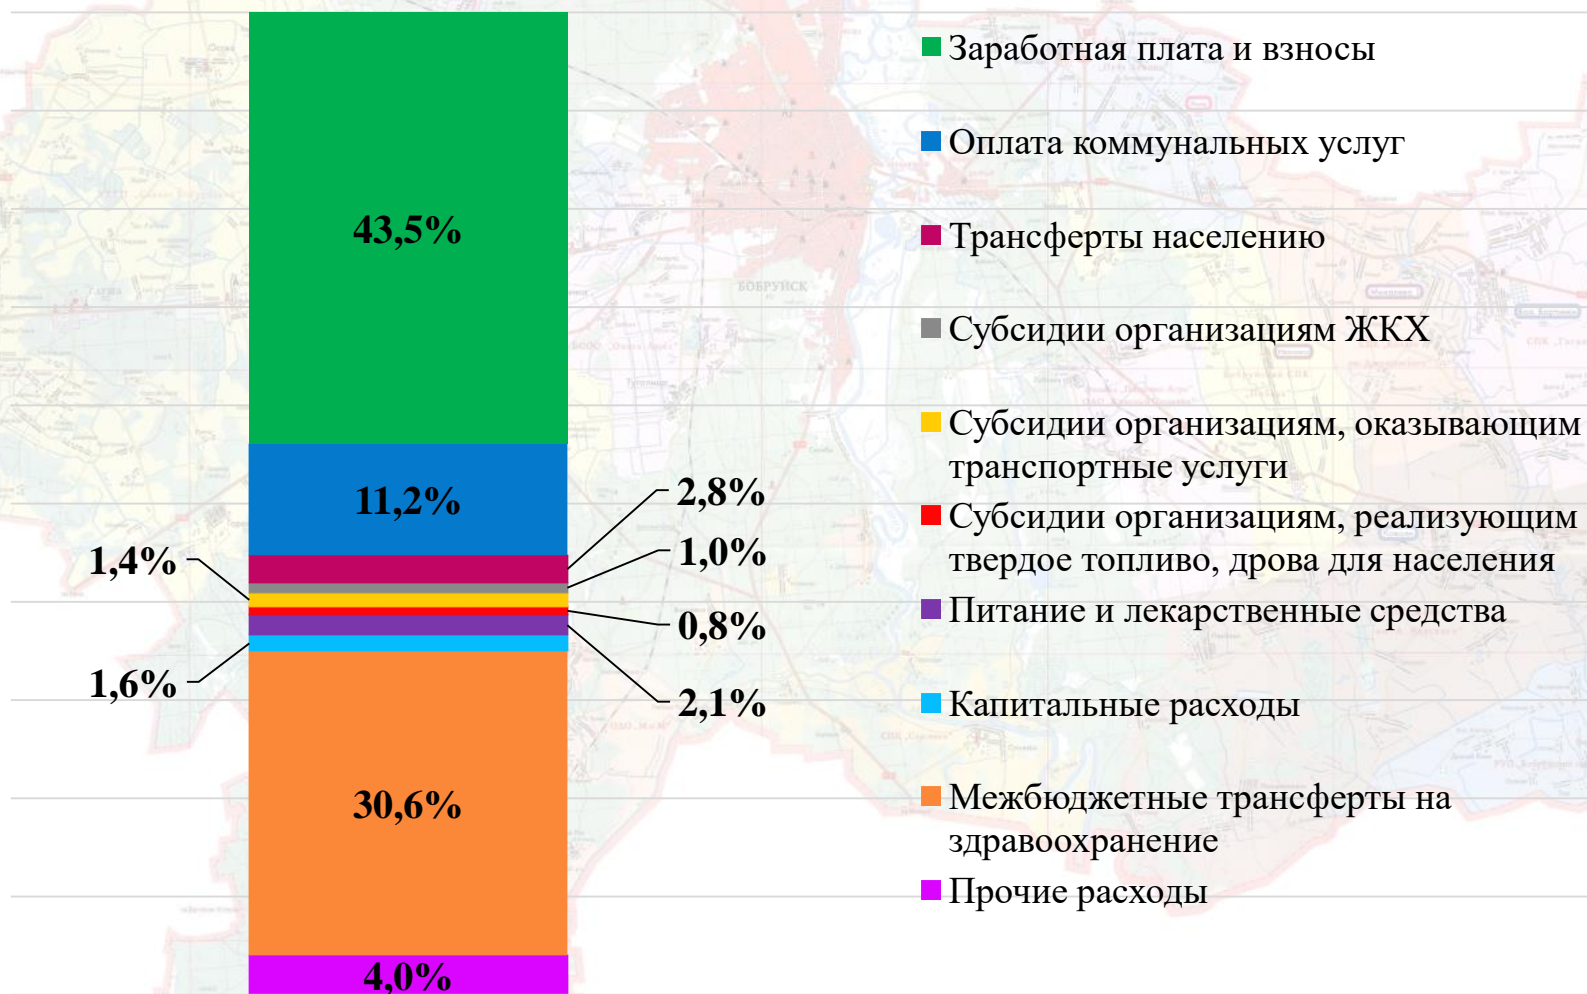 Заработная плата и взносы
Оплата коммунальных услуг
Трансферты населению
Субсидии организациям ЖКХ
Субсидии организациям, оказывающим
транспортные услуги
Субсидии организациям, реализующим
твердое топливо, дрова для населения
Питание и лекарственные средства
Капитальные расходы
Межбюджетные трансферты на
здравоохранение
Прочие расходы
43,5%
11,2%
2,8%
1,0%
1,4%
0,8%
2,1%
1,6%
30,6%
4,0%
БОБРУЙСК